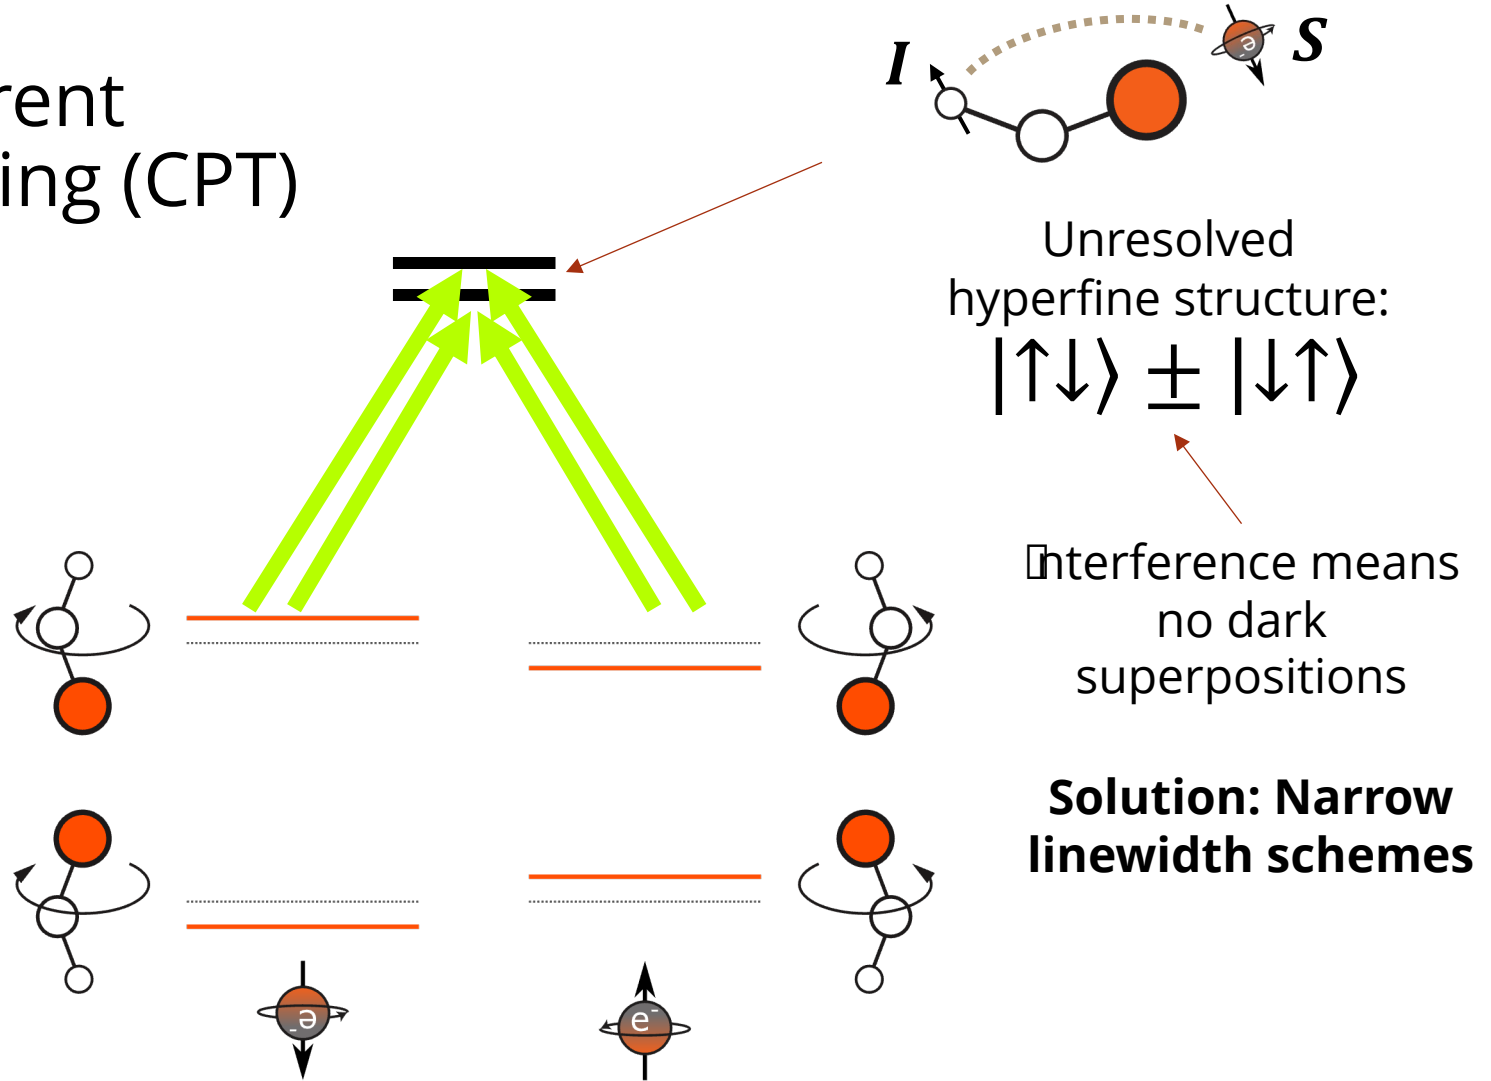 rent
ing (CPT)
I
S
e-
Unresolved
hyperfine structure:
|↑↓⟩ ± |↓↑⟩
nterference means
no dark
superpositions
Solution: Narrow
linewidth schemes
e-
e-